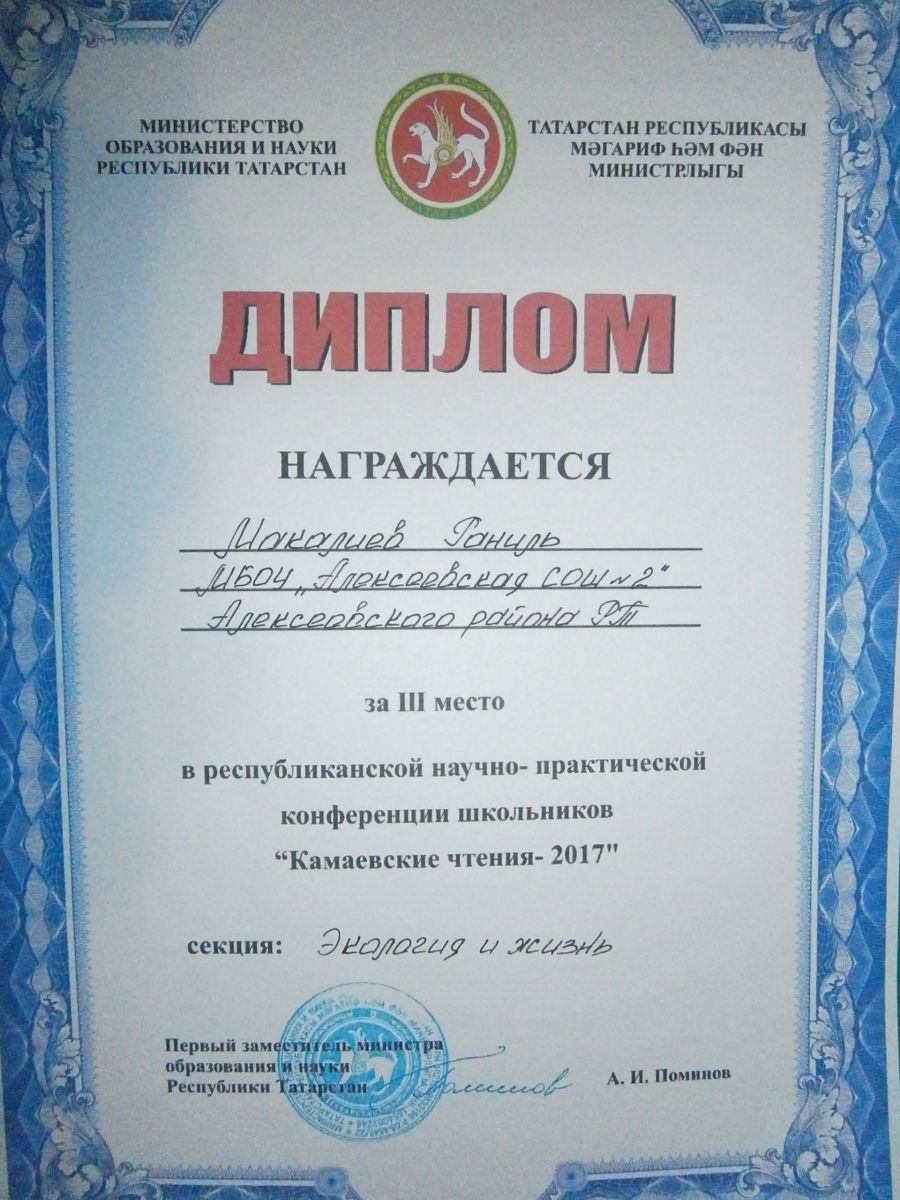 МИНИСТЕРСТВО
ОБРАЗОВАНИЯ И НАУКИ
РЕСПУБЛИКИ ТАТАРСТАН
ТАТАРСТАН РЕСПУБЛИКАСЫ
МӘГАРИФ ҺӘМ ФӘН
МИНИСТРЛЫГЫ
ТАТАРСТАН
ДИПЛОМ
НАГРАЖДАЕТСЯ
Макалиев Раниль
МБОУ „Алексеевская СОШ №2"
Алексеевского района РТ
за III место
в республиканской научно- практической
конференции школьников
“Камаевские чтения- 2017"
секция: Экология и жизнь
Первый заместитель министра
образования и науки
Республики Татарстан
А. И. Поминов